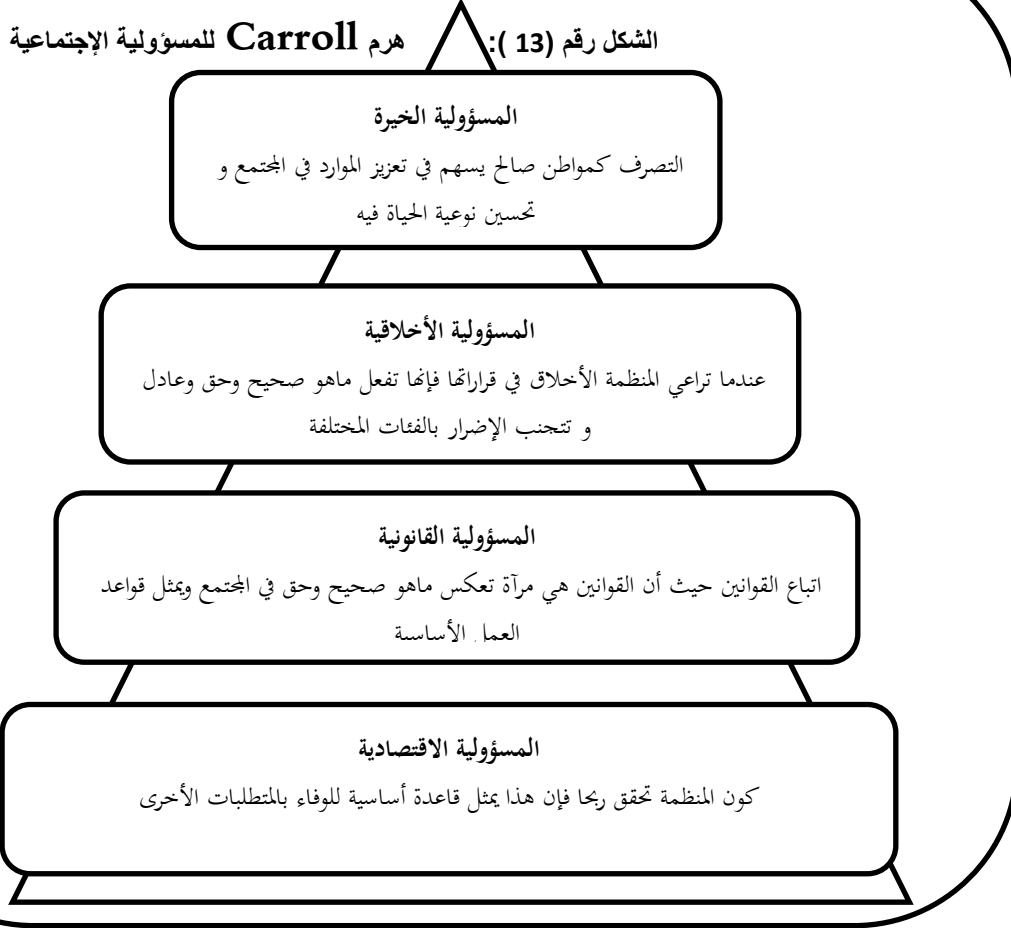 الشكل رقم (13 ): هرم Carroll للمسؤولية الإجتماعية
المسؤولية الخيرة
التصرف كمواطن صالح يسهم في تعزيز الموارد في المجتمع و
تحسين نوعية الحياة فيه
المسؤولية الأخلاقية
عندما تراعي المنظمة الأخلاق في قراراتها فإنها تفعل ماهو صحيح وحق وعادل
و تتجنب الإضرار بالفئات المختلفة
المسؤولية القانونية
اتباع القوانين حيث أن القوانين هي مرآة تعكس ماهو صحيح وحق في المجتمع ويمثل قواعد
العمل الأساسية
المسؤولية الاقتصادية
كون المنظمة تحقق ربحا فإن هذا يمثل قاعدة أساسية للوفاء بالمتطلبات الأخرى